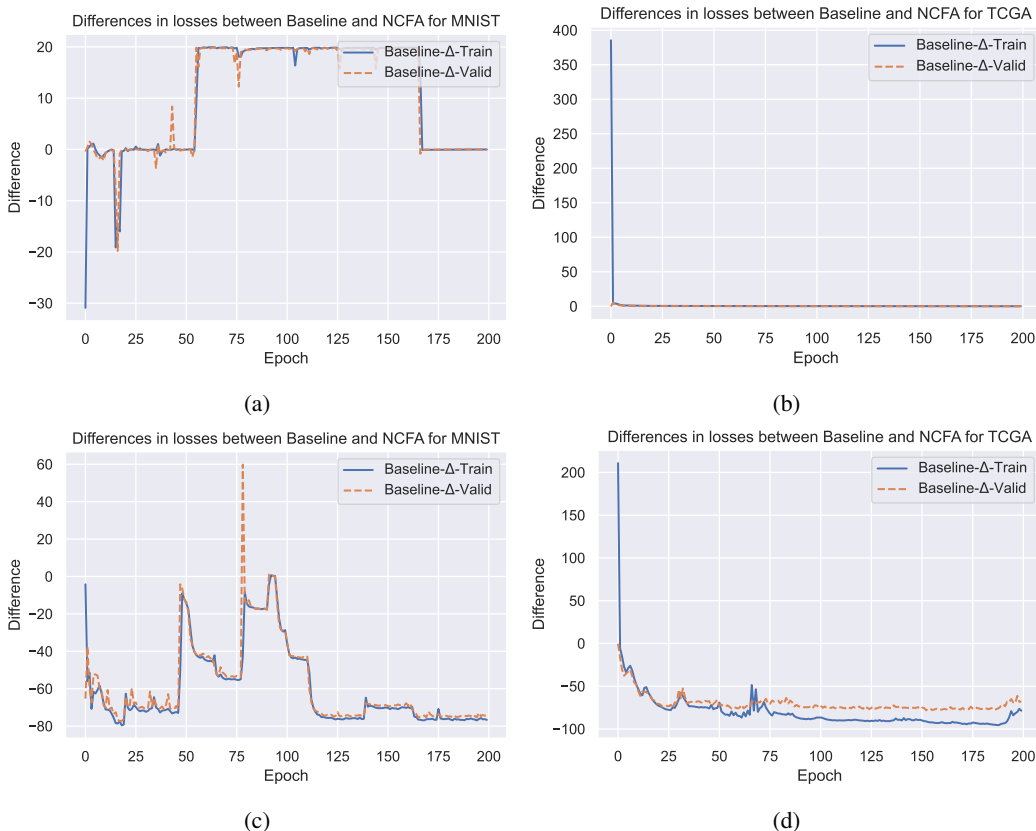 Differences in losses between Baseline and NCFA for MNIST
Baseline-Δ-Train
Baseline-Δ-Valid
20
10
0
−10
−20
−30
Difference
0 25 50 75 100 125 150 175 200
Epoch
(a)
Differences in losses between Baseline and NCFA for TCGA
Baseline-Δ-Train
Baseline-Δ-Valid
400
350
300
250
200
150
100
50
0
Difference
0 25 50 75 100 125 150 175 200
Epoch
(b)
Differences in losses between Baseline and NCFA for MNIST
Baseline-Δ-Train
Baseline-Δ-Valid
60
40
20
0
−20
−40
−60
−80
Difference
0 25 50 75 100 125 150 175 200
Epoch
(c)
Differences in losses between Baseline and NCFA for TCGA
Baseline-Δ-Train
Baseline-Δ-Valid
200
150
100
50
0
−50
−100
Difference
0 25 50 75 100 125 150 175 200
Epoch
(d)